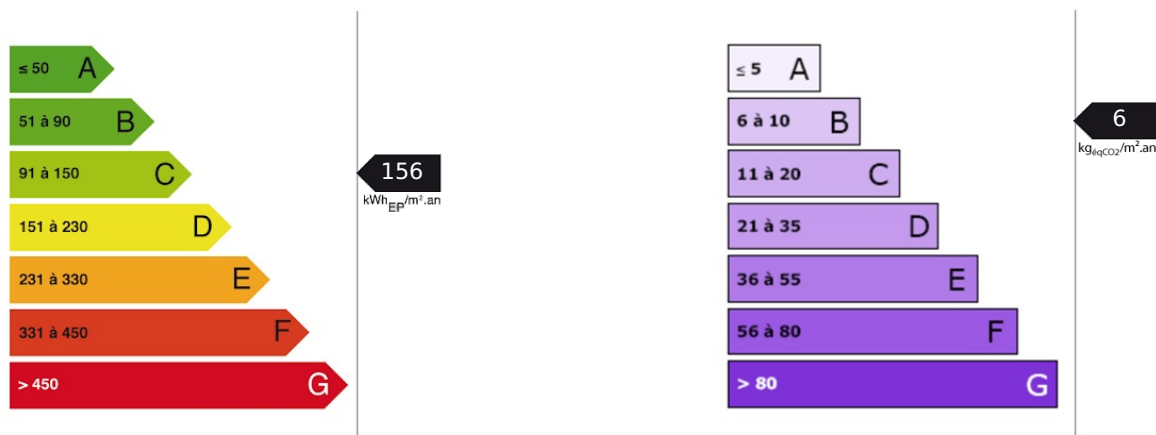 ≤ 50 A
51 à 90 B
91 à 150 C
151 à 230 D
231 à 330 E
331 à 450 F
> 450 G
156
kWhEP/m².an
≤ 5 A
6 à 10 B
11 à 20 C
21 à 35 D
36 à 55 E
56 à 80 F
> 80 G
6
kgéqCO2/m².an